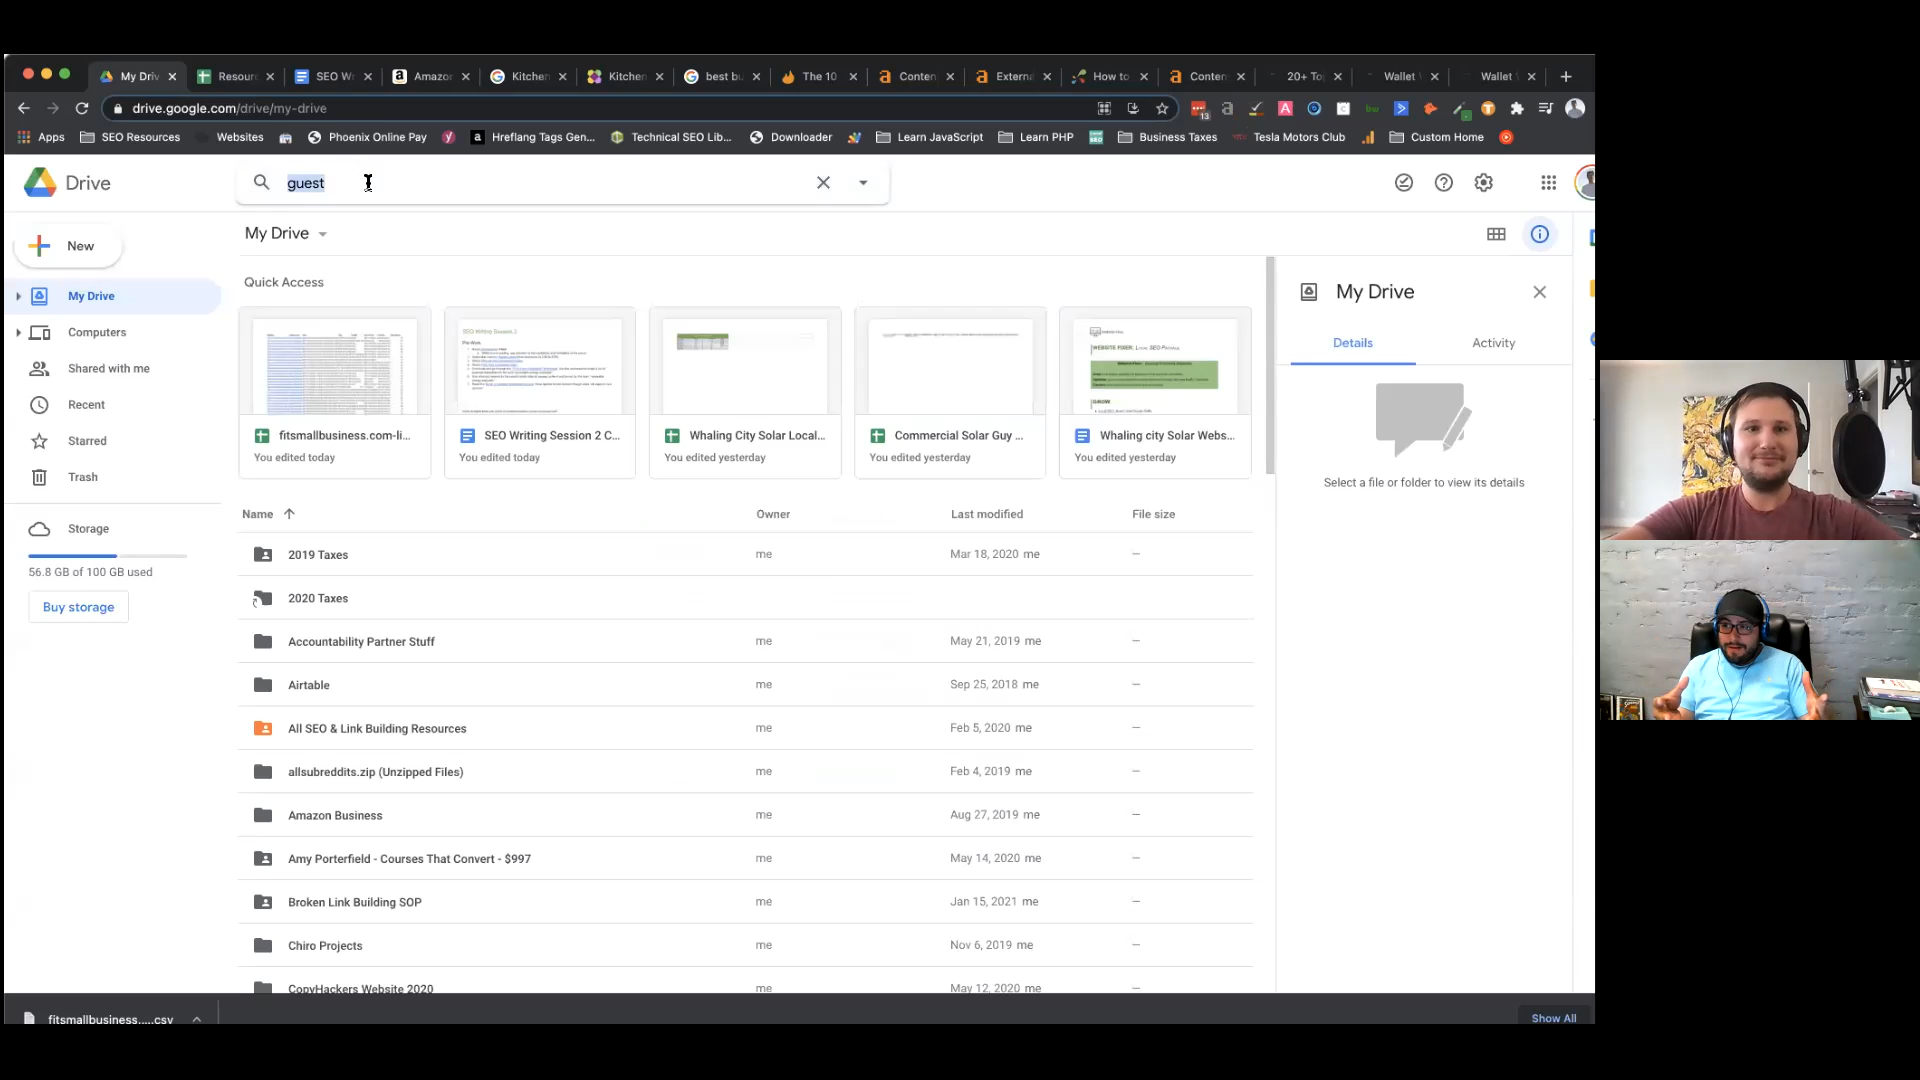 My Driv
Resour
SEO Wr
Amazor
Kitchen
Kitchen
best bu
The 10
Conten
Externa
How to
Conten
20+ To
Wallet
Wallet
drive.google.com/drive/my-drive
13
Apps
SEO Resources
Websites
Phoenix Online Pay
Hreflang Tags Gen...
Technical SEO Lib...
Downloader
Learn JavaScript
Learn PHP
Business Taxes
Tesla Motors Club
Custom Home
Drive
guest
New
My Drive
My Drive
Computers
Shared with me
Recent
Starred
Trash
Storage
56.8 GB of 100 GB used
Buy storage
Quick Access
SEO Writing Session 2
fitsmallbusiness.com-li...
You edited today
SEO Writing Session 2 C...
You edited today
Whaling City Solar Local...
You edited yesterday
Commercial Solar Guy ...
You edited yesterday
Whaling city Solar Webs...
You edited yesterday
Name Owner Last modified File size
2019 Taxes me Mar 18, 2020 me –
2020 Taxes
Accountability Partner Stuff me May 21, 2019 me –
Airtable me Sep 25, 2018 me –
All SEO & Link Building Resources me Feb 5, 2020 me –
allsubreddits.zip (Unzipped Files) me Feb 4, 2019 me –
Amazon Business me Aug 27, 2019 me –
Amy Porterfield - Courses That Convert - $997 me May 14, 2020 me –
Broken Link Building SOP me Jan 15, 2021 me –
Chiro Projects me Nov 6, 2019 me –
CopyHackers Website 2020 me May 12, 2020 me –
My Drive
Details Activity
Select a file or folder to view its details
fitsmallbusiness.....csv
Show All